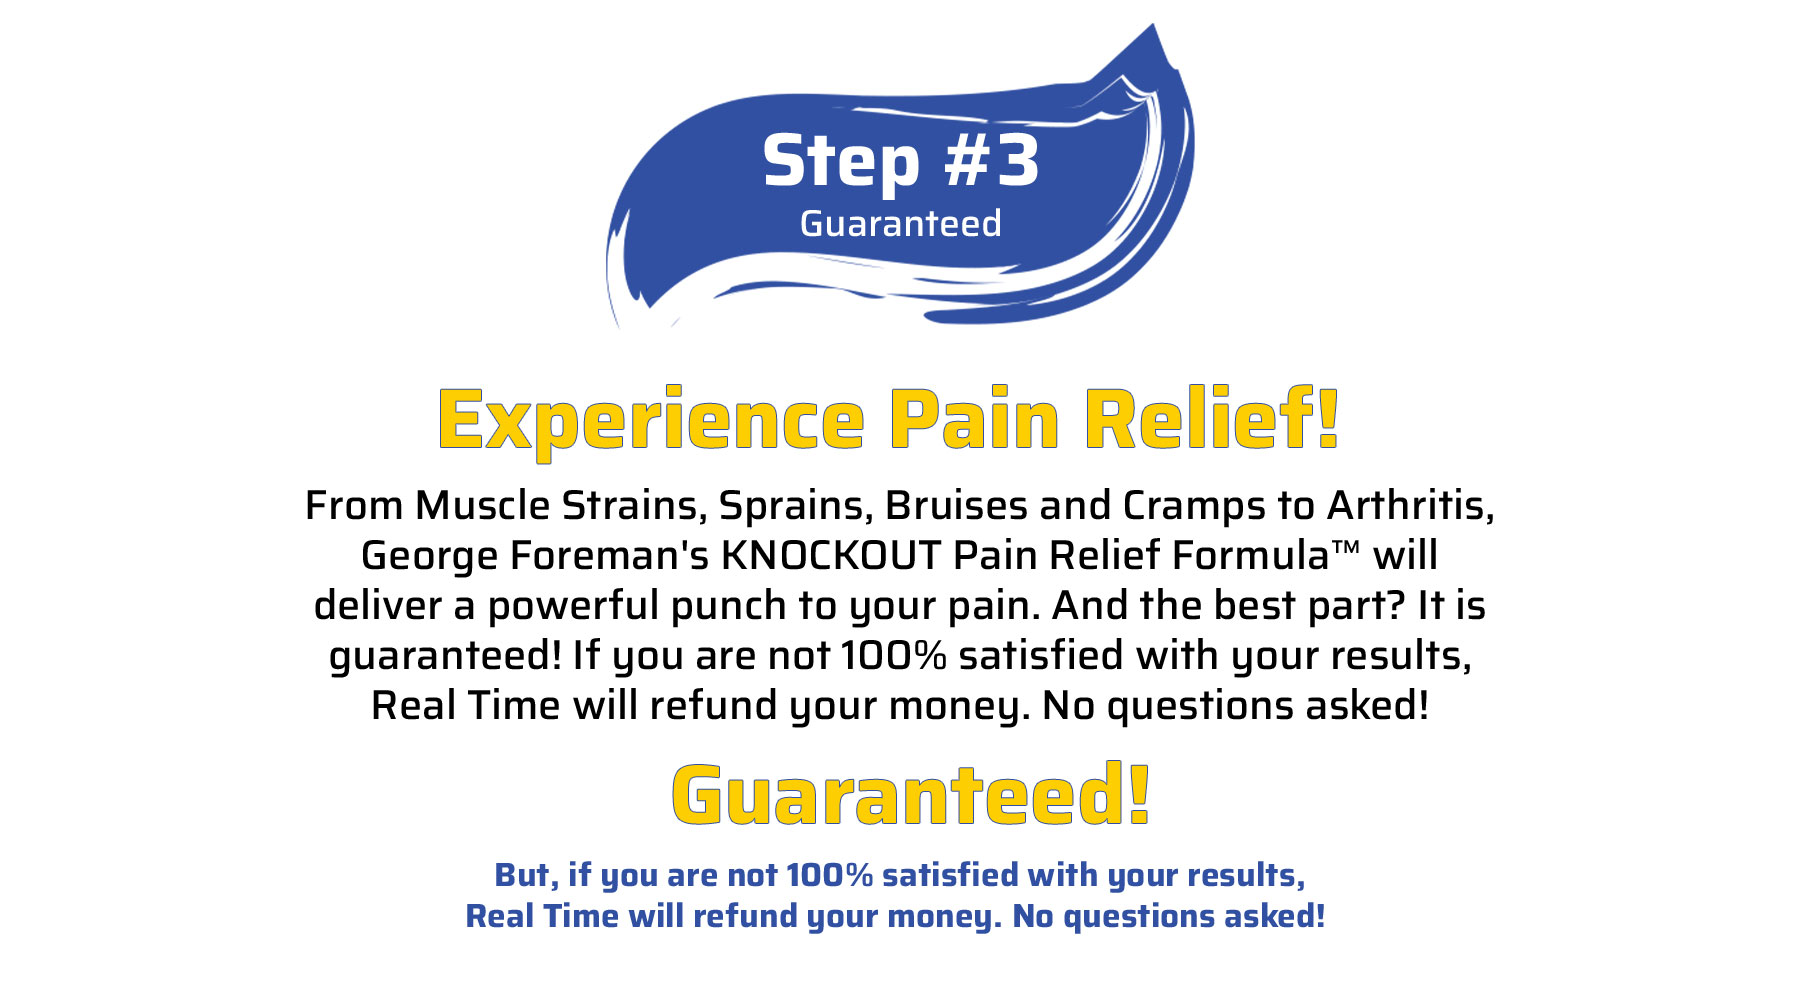 Step #3
Guaranteed
Experience Pain Relief!
From Muscle Strains, Sprains, Bruises and Cramps to Arthritis,
George Foreman's KNOCKOUT Pain Relief Formula™ will
deliver a powerful punch to your pain. And the best part? It is
guaranteed! If you are not 100% satisfied with your results,
Real Time will refund your money. No questions asked!
Guaranteed!
But, if you are not 100% satisfied with your results,
Real Time will refund your money. No questions asked!